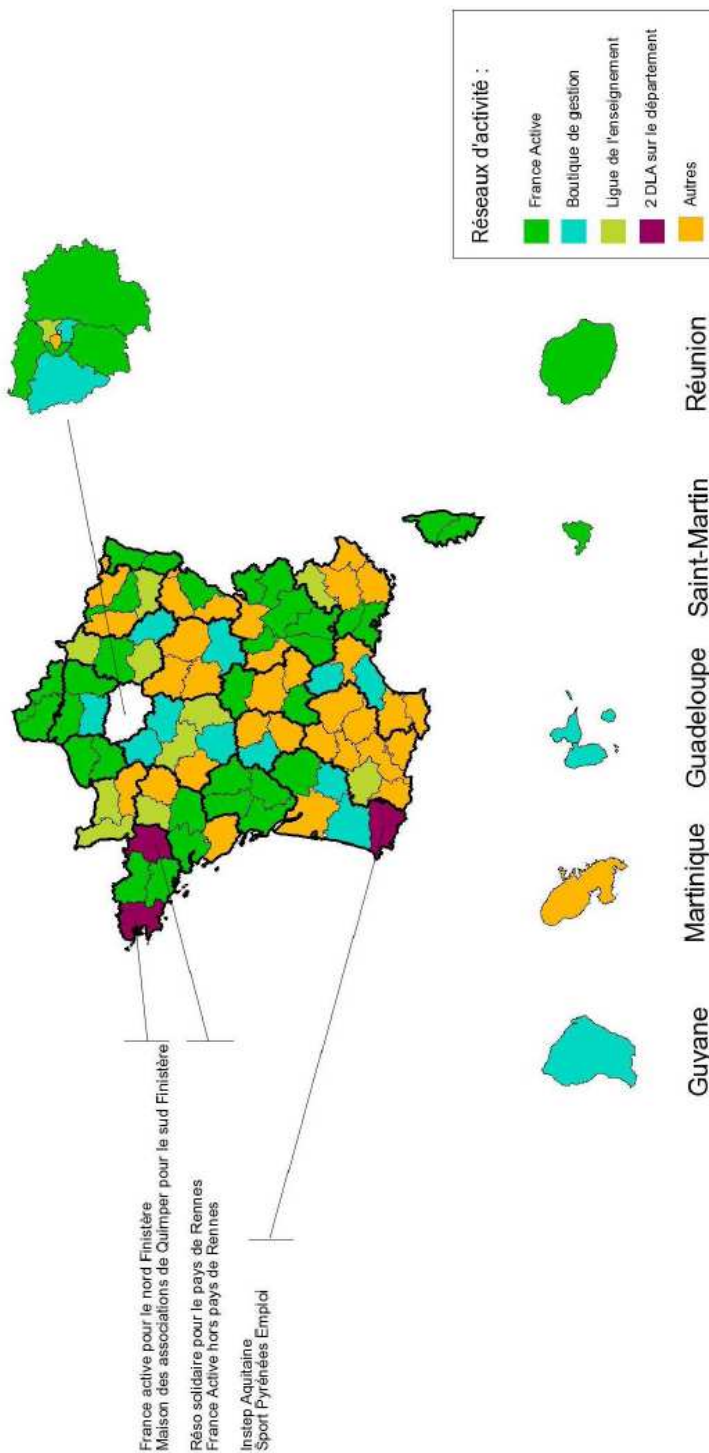 France active pour le nord Finistère
Maison des associations de Quimper pour le sud Finistère
Réso solidaire pour le pays de Rennes
France Active hors pays de Rennes
Instep Aquitaine
Sport Pyrénées Emploi
Guyane
Martinique
Guadeloupe
Saint-Martin
Réunion
Réseaux d'activité :
France Active
Boutique de gestion
Ligue de l'enseignement
2 DLA sur le département
Autres